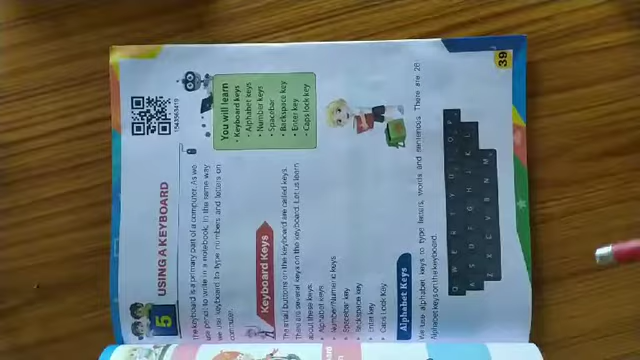 5
USING A KEYBOARD
1543563419
The keyboard is a primary part of a computer. As we
use pencil to write in a notebook, in the same way
we use keyboard to type numbers and letters on
computer.
You will learn
• Keyboard keys
• Alphabet keys
• Number keys
• Spacebar
• Backspace key
• Enter key
• Caps lock key
Keyboard Keys
The small buttons on the keyboard are called keys.
There are several keys on the keyboard. Let us learn
about these keys.
• Alphabet keys
• Number/Numeric keys
• Spacebar key
• Backspace key
• Enter key
• Caps Lock Key
Alphabet Keys
We use alphabet keys to type letters, words and sentences. There are 26
Alphabet keys on the keyboard.
Q W E R T Y U I O P
A S D F G H J K L
Z X C V B N M
39